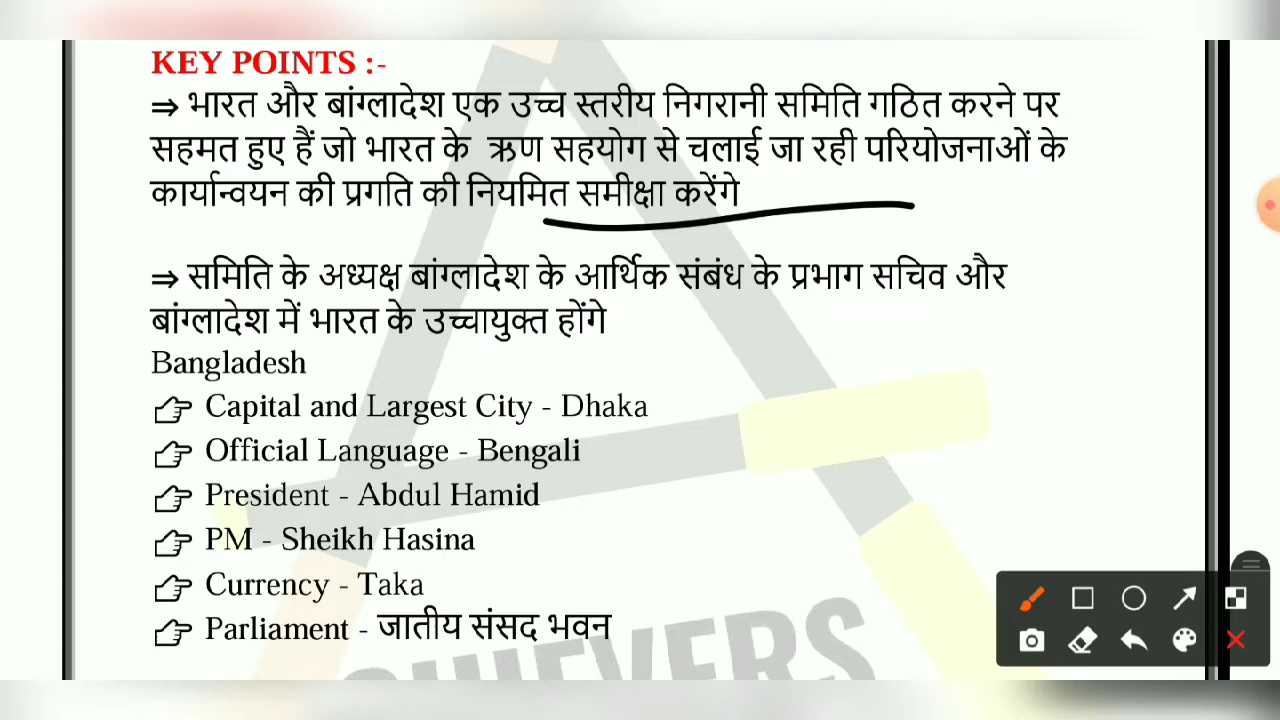 KEY POINTS :-
⇒ भारत और बांग्लादेश एक उच्च स्तरीय निगरानी समिति गठित करने पर
सहमत हुए हैं जो भारत के ऋण सहयोग से चलाई जा रही परियोजनाओं के
कार्यान्वयन की प्रगति की नियमित समीक्षा करेंगे
⇒ समिति के अध्यक्ष बांग्लादेश के आर्थिक संबंध के प्रभाग सचिव और
बांग्लादेश में भारत के उच्चायुक्त होंगे
Bangladesh
Capital and Largest City - Dhaka
Official Language - Bengali
President - Abdul Hamid
PM - Sheikh Hasina
Currency - Taka
Parliament - जातीय संसद भवन